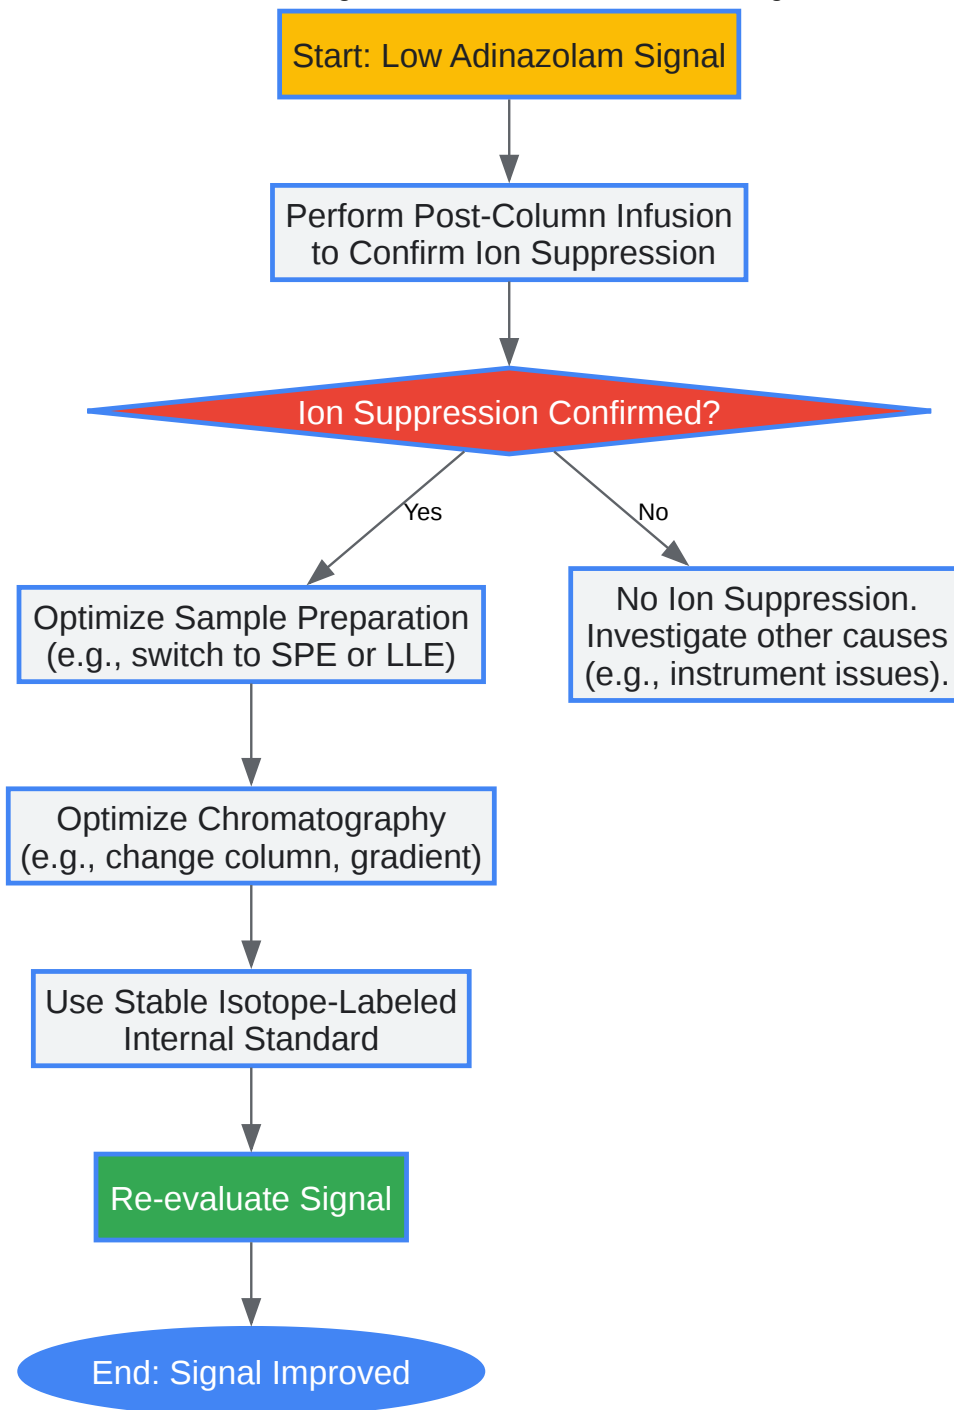 Start: Low Adinazolam Signal
Perform Post-Column Infusion
to Confirm Ion Suppression
Ion Suppression Confirmed?
Yes
No
Optimize Sample Preparation
(e.g., switch to SPE or LLE)
No Ion Suppression.
Investigate other causes
(e.g., instrument issues).
Optimize Chromatography
(e.g., change column, gradient)
Use Stable Isotope-Labeled
Internal Standard
Re-evaluate Signal
End: Signal Improved